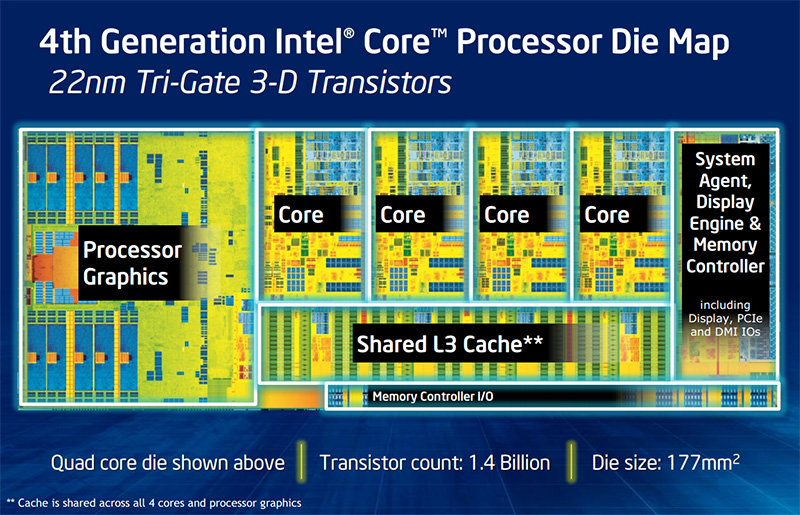 4th Generation Intel® Core™ Processor Die Map
22nm Tri-Gate 3-D Transistors
Processor
Graphics
Core
Core
Core
Core
System
Agent,
Display
Engine &
Memory
Controller
including
Display, PCIe
and DMI IOs
Shared L3 Cache**
Memory Controller I/O
Quad core die shown above | Transistor count: 1.4 Billion | Die size: 177mm²
** Cache is shared across all 4 cores and processor graphics